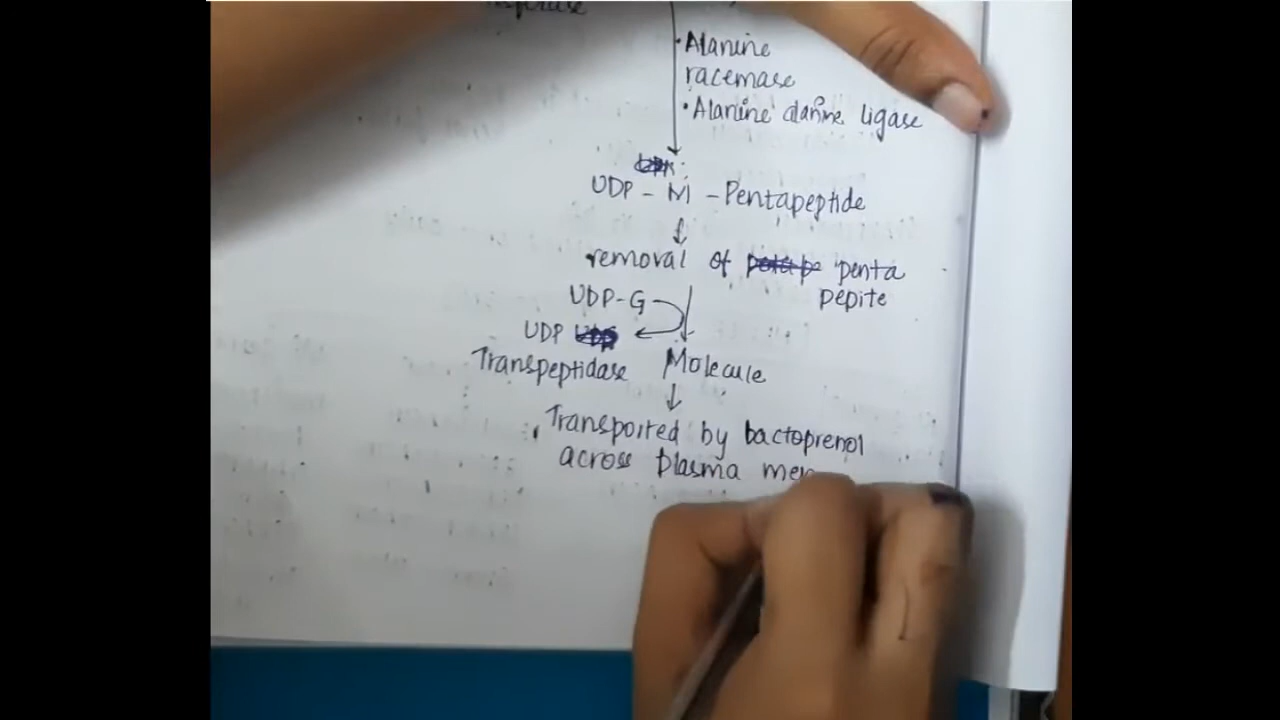 Alanine
racemase
Alanine alanine ligase
UDP - M - Pentapeptide
removal of penta
pepite
UDP-G
UDP
Transpeptidase Molecule
Transported by bactoprenol
across plasma mem